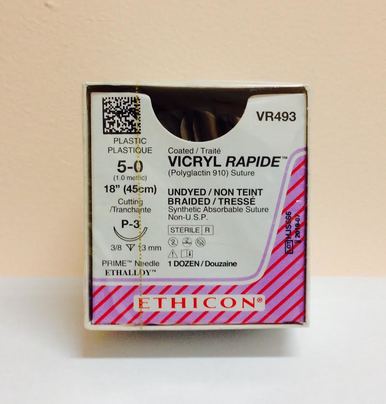 VR493
PLASTIC
PLASTIQUE
5-0
(1.0 metric)
18" (45cm)
Cutting
/Tranchante
P-3
3/8 13 mm
PRIME™ Needle
ETHALLOY™
Coated / Traité
VICRYL RAPIDE™
(Polyglactin 910) Suture
UNDYED / NON TEINT
BRAIDED / TRESSÉ
Synthetic Absorbable Suture
Non-U.S.P.
STERILE R
1 DOZEN / Douzaine
LOT
ETHICON®